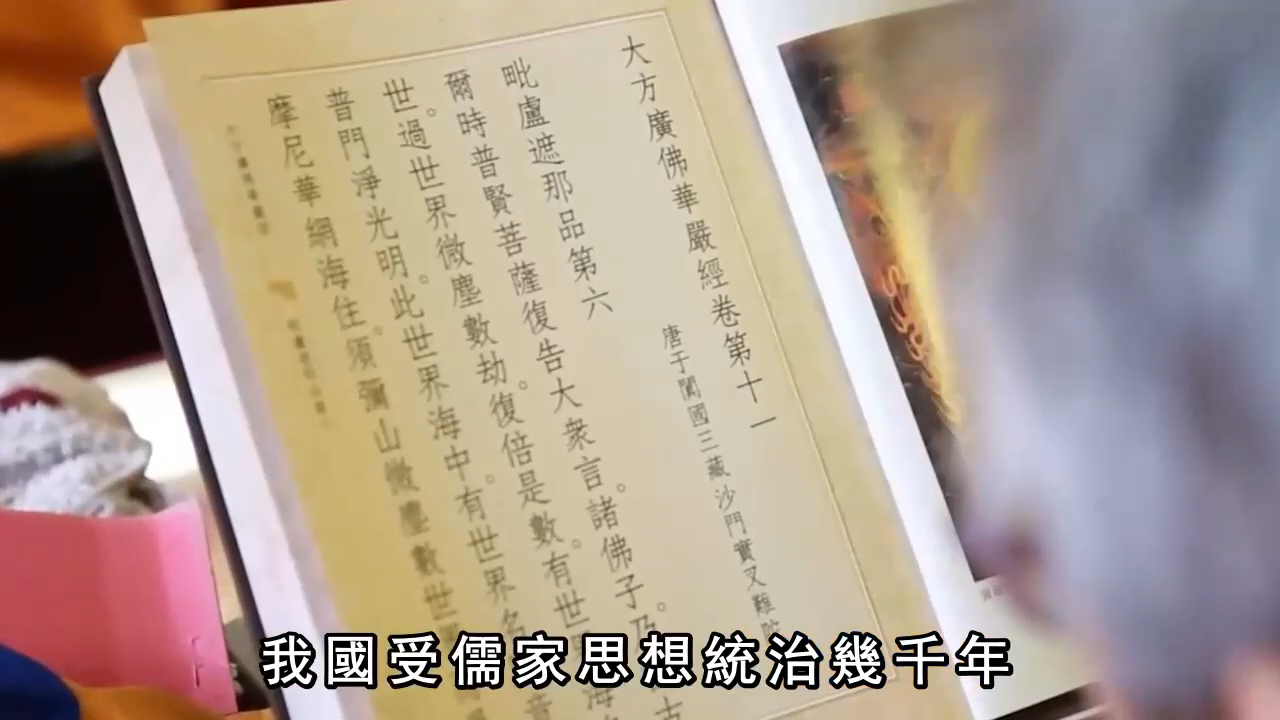 大方廣佛華嚴經卷第十一
唐于闐國三藏沙門實叉難陀
毗盧遮那品第六
爾時普賢菩薩復告大衆言。諸佛子。乃
世。過世界微塵數劫。復倍是數。有世
普門淨光明。此世界海中。有世界名
摩尼華網海住。須彌山微塵數世
我國受儒家思想統治幾千年